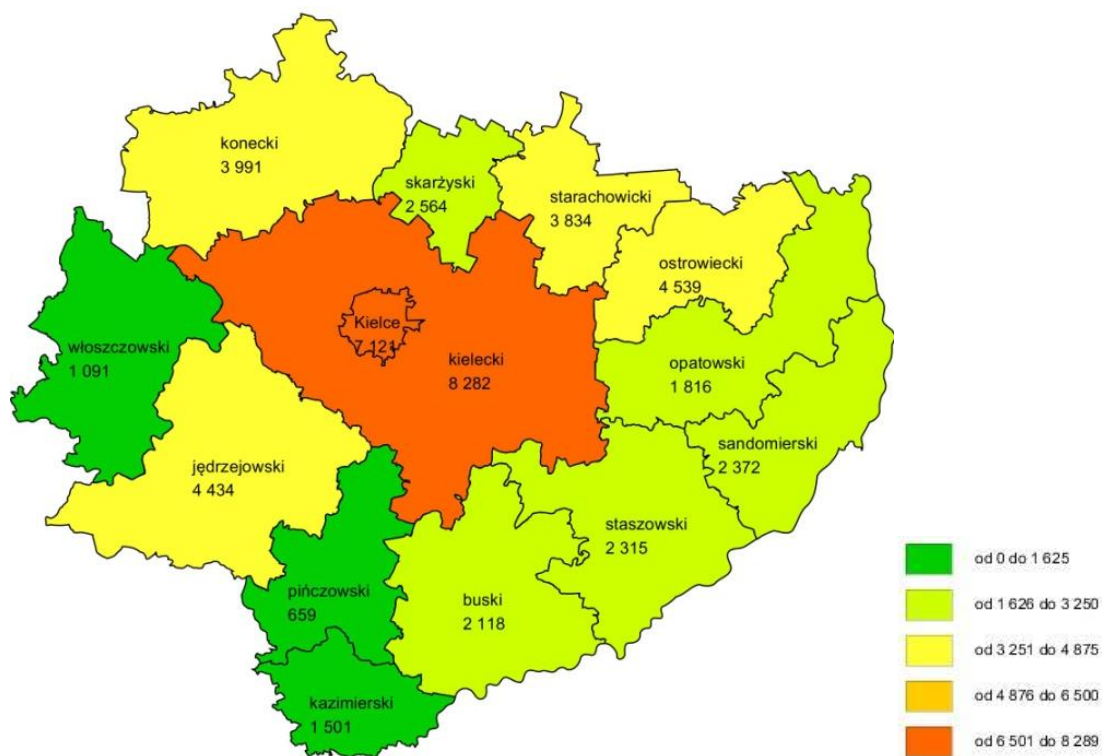 konecki
3 991
skarżyski
2 564
starachowicki
3 834
ostrowiecki
4 539
Kielce
7 121
włoszczowski
1 091
kielecki
8 282
opatowski
1 816
sandomierski
2 372
jędrzejowski
4 434
staszowski
2 315
pińczowski
659
buski
2 118
kazimierski
1 501
od 0 do 1 625
od 1 626 do 3 250
od 3 251 do 4 875
od 4 876 do 6 500
od 6 501 do 8 289